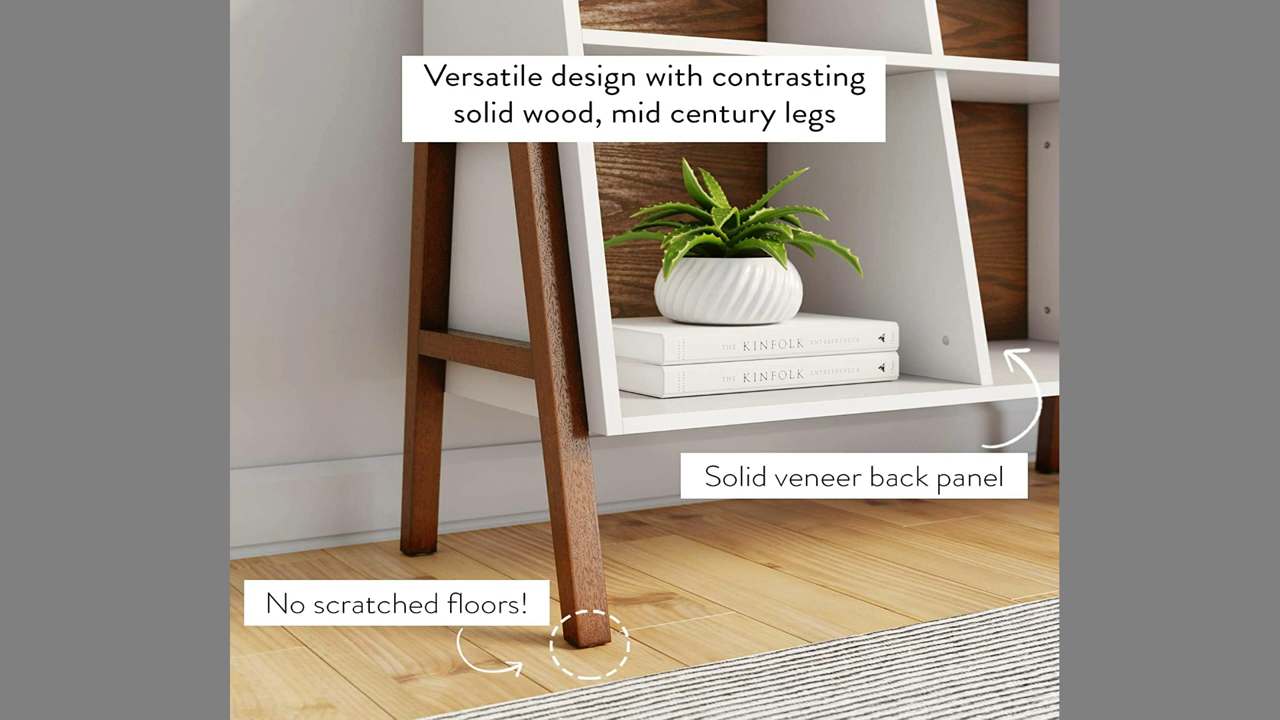 Versatile design with contrasting
solid wood, mid century legs
THE KINFOLK ENTREPRENEUR
THE KINFOLK ENTREPRENEUR
Solid veneer back panel
No scratched floors!